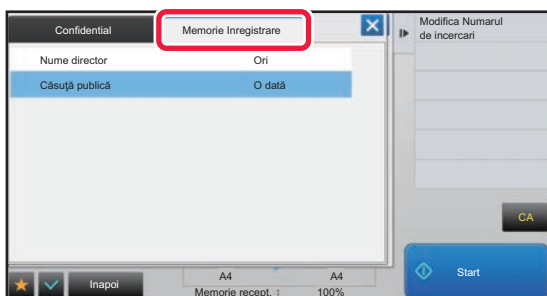 Confidential
Memorie Inregistrare
Modifica Numarul
de incercari
Nume director
Ori
Căsuţă publică
O dată
CA
Inapoi
A4
A4
Memorie recept. :
100%
Start